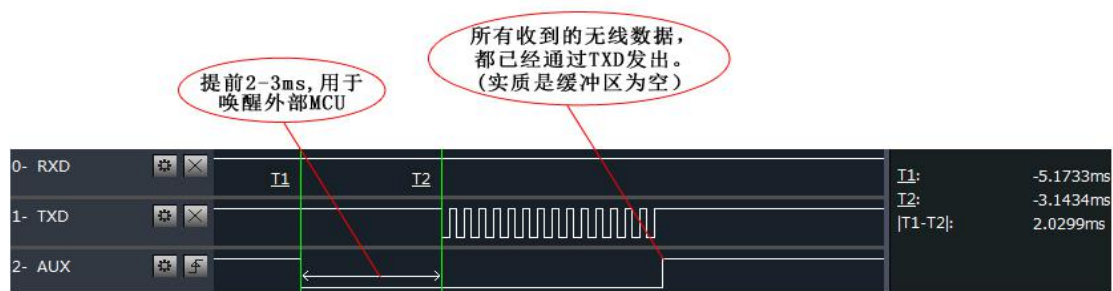 所有收到的无线数据，
都已经通过TXD发出。
(实质是缓冲区为空)
提前2-3ms,用于
唤醒外部MCU
0- RXD
T1
T2
T1: -5.1733ms
T2: -3.1434ms
|T1-T2|: 2.0299ms
1- TXD
2- AUX